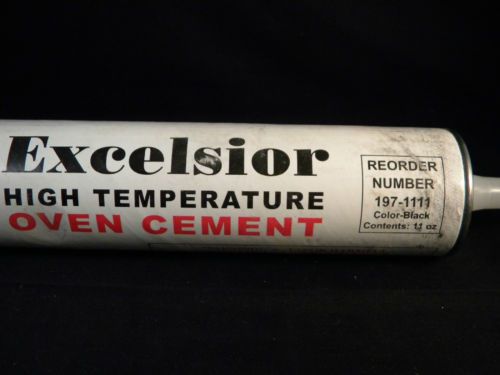 Excelsior
HIGH TEMPERATURE
OVEN CEMENT
REORDER
NUMBER
197-1111
Color-Black
Contents: 11 oz